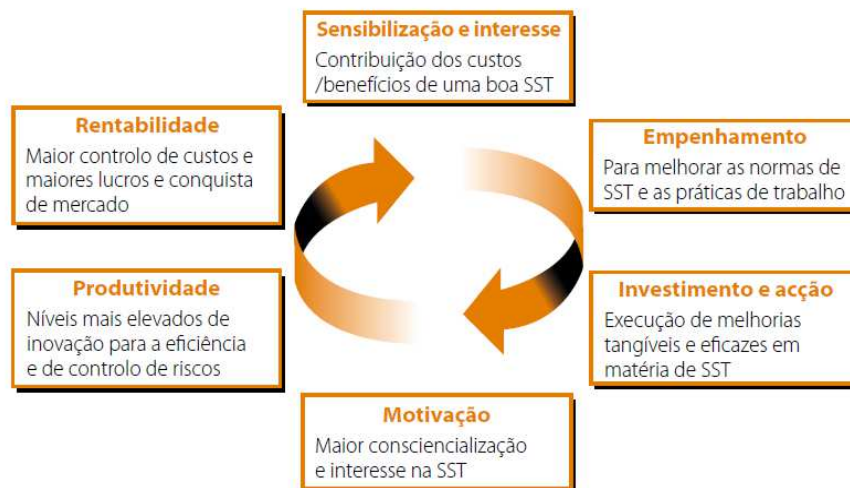 Sensibilização e interesse
Contribuição dos custos
/benefícios de uma boa SST
Rentabilidade
Maior controlo de custos e
maiores lucros e conquista
de mercado
Empenhamento
Para melhorar as normas de
SST e as práticas de trabalho
Produtividade
Níveis mais elevados de
inovação para a eficiência
e de controlo de riscos
Investimento e acção
Execução de melhorias
tangíveis e eficazes em
matéria de SST
Motivação
Maior consciencialização
e interesse na SST